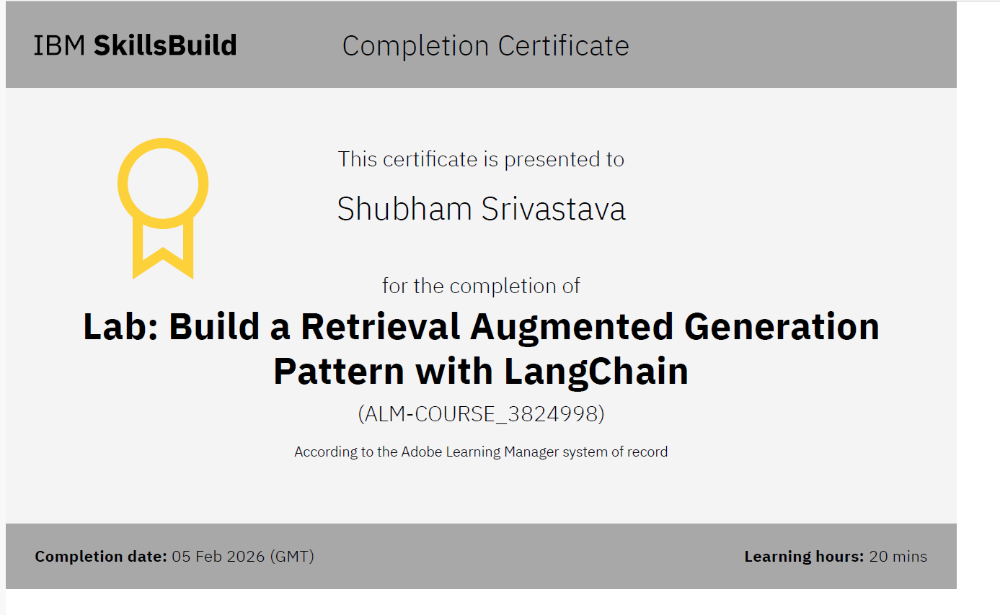 IBM SkillsBuild
Completion Certificate
This certificate is presented to
Shubham Srivastava
for the completion of
Lab: Build a Retrieval Augmented Generation
Pattern with LangChain
(ALM-COURSE_3824998)
According to the Adobe Learning Manager system of record
Completion date: 05 Feb 2026 (GMT)
Learning hours: 20 mins